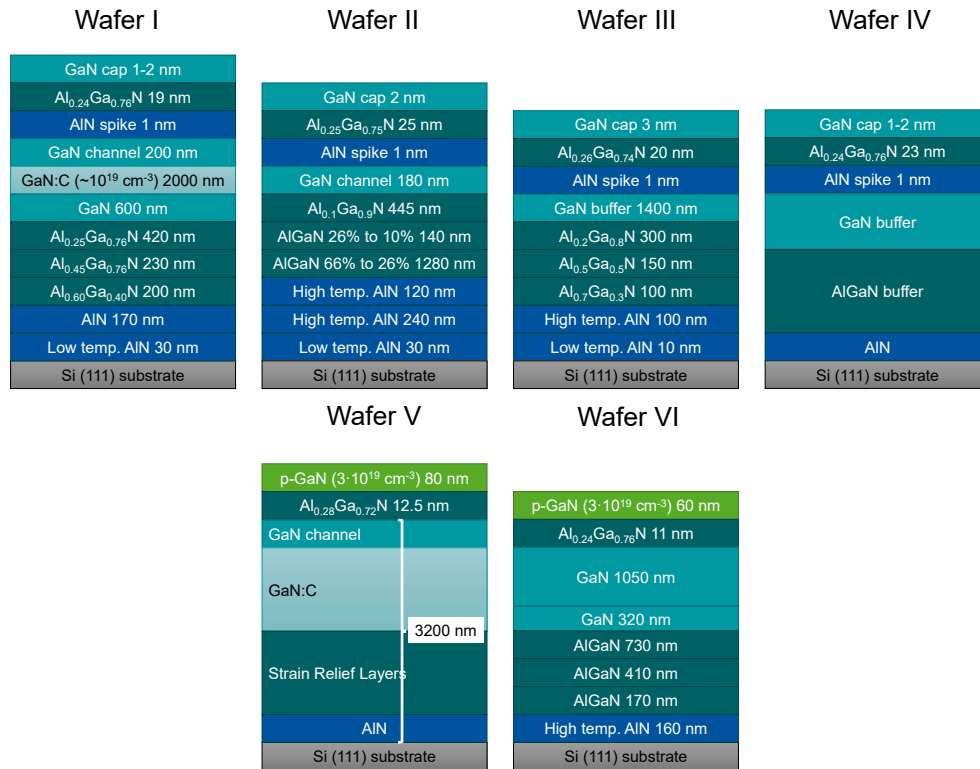 Wafer I
GaN cap 1-2 nm
Al₀.₂₄Ga₀.₇₆N 19 nm
AlN spike 1 nm
GaN channel 200 nm
GaN:C (~10¹⁹ cm⁻³) 2000 nm
GaN 600 nm
Al₀.₂₅Ga₀.₇₆N 420 nm
Al₀.₄₅Ga₀.₇₆N 230 nm
Al₀.₆₀Ga₀.₄₀N 200 nm
AlN 170 nm
Low temp. AlN 30 nm
Si (111) substrate
Wafer II
GaN cap 2 nm
Al₀.₂₅Ga₀.₇₅N 25 nm
AlN spike 1 nm
GaN channel 180 nm
Al₀.₁Ga₀.₉N 445 nm
AlGaN 26% to 10% 140 nm
AlGaN 66% to 26% 1280 nm
High temp. AlN 120 nm
High temp. AlN 240 nm
Low temp. AlN 30 nm
Si (111) substrate
Wafer III
GaN cap 3 nm
Al₀.₂₆Ga₀.₇₄N 20 nm
AlN spike 1 nm
GaN buffer 1400 nm
Al₀.₂Ga₀.₈N 300 nm
Al₀.₅Ga₀.₅N 150 nm
Al₀.₇Ga₀.₃N 100 nm
High temp. AlN 100 nm
Low temp. AlN 10 nm
Si (111) substrate
Wafer IV
GaN cap 1-2 nm
Al₀.₂₄Ga₀.₇₆N 23 nm
AlN spike 1 nm
GaN buffer
AlGaN buffer
AlN
Si (111) substrate
Wafer V
p-GaN (3·10¹⁹ cm⁻³) 80 nm
Al₀.₂₈Ga₀.₇₂N 12.5 nm
GaN channel
GaN:C
3200 nm
Strain Relief Layers
AlN
Si (111) substrate
Wafer VI
p-GaN (3·10¹⁹ cm⁻³) 60 nm
Al₀.₂₄Ga₀.₇₆N 11 nm
GaN 1050 nm
GaN 320 nm
AlGaN 730 nm
AlGaN 410 nm
AlGaN 170 nm
High temp. AlN 160 nm
Si (111) substrate